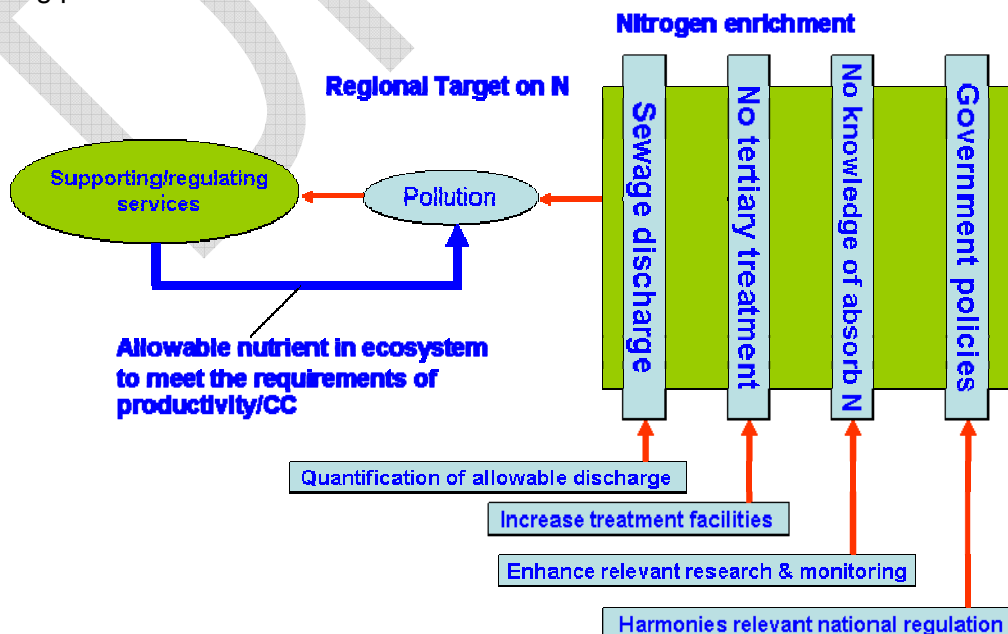 Nitrogen enrichment
Regional Target on N
Sewage discharge
No tertiary treatment
No knowledge of absorb N
Government policies
Supporting/regulating
services
Pollution
Allowable nutrient in ecosystem
to meet the requirements of
productivity/CC
Quantification of allowable discharge
Increase treatment facilities
Enhance relevant research & monitoring
Harmonies relevant national regulation